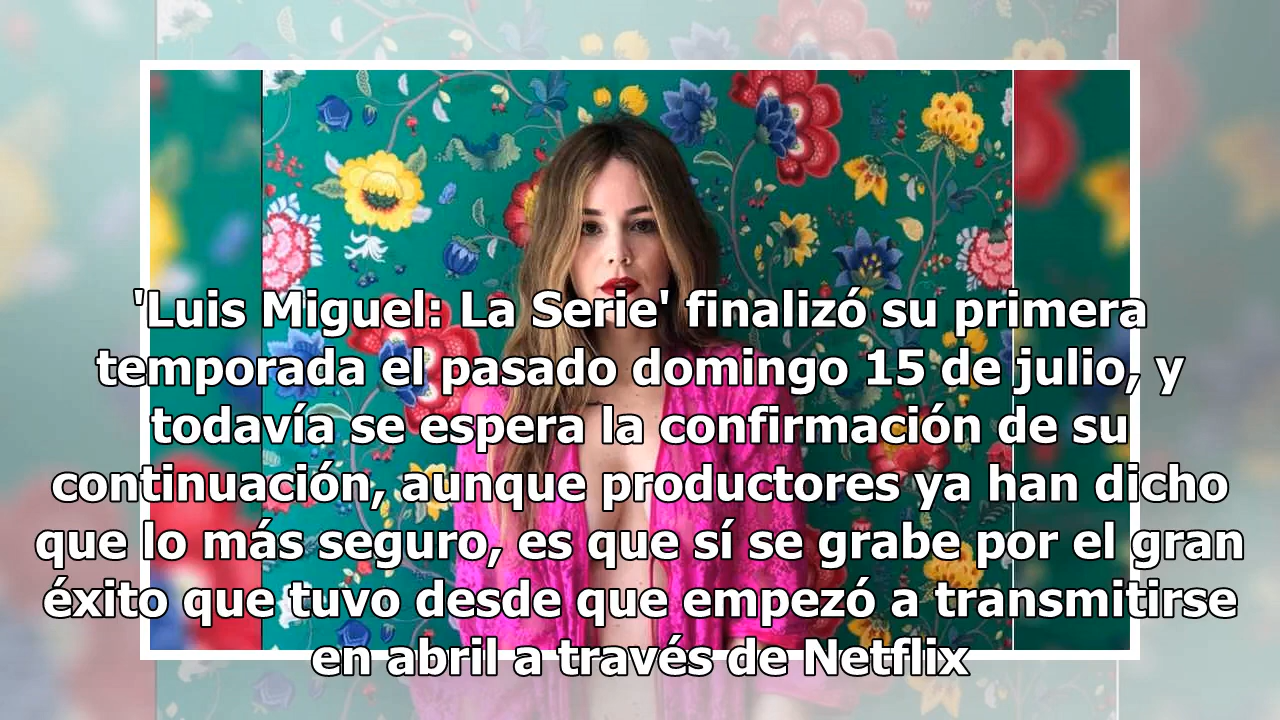 'Luis Miguel: La Serie' finalizó su primera
temporada el pasado domingo 15 de julio, y
todavía se espera la confirmación de su
continuación, aunque productores ya han dicho
que lo más seguro, es que sí se grabe por el gran
éxito que tuvo desde que empezó a transmitirse
en abril a través de Netflix